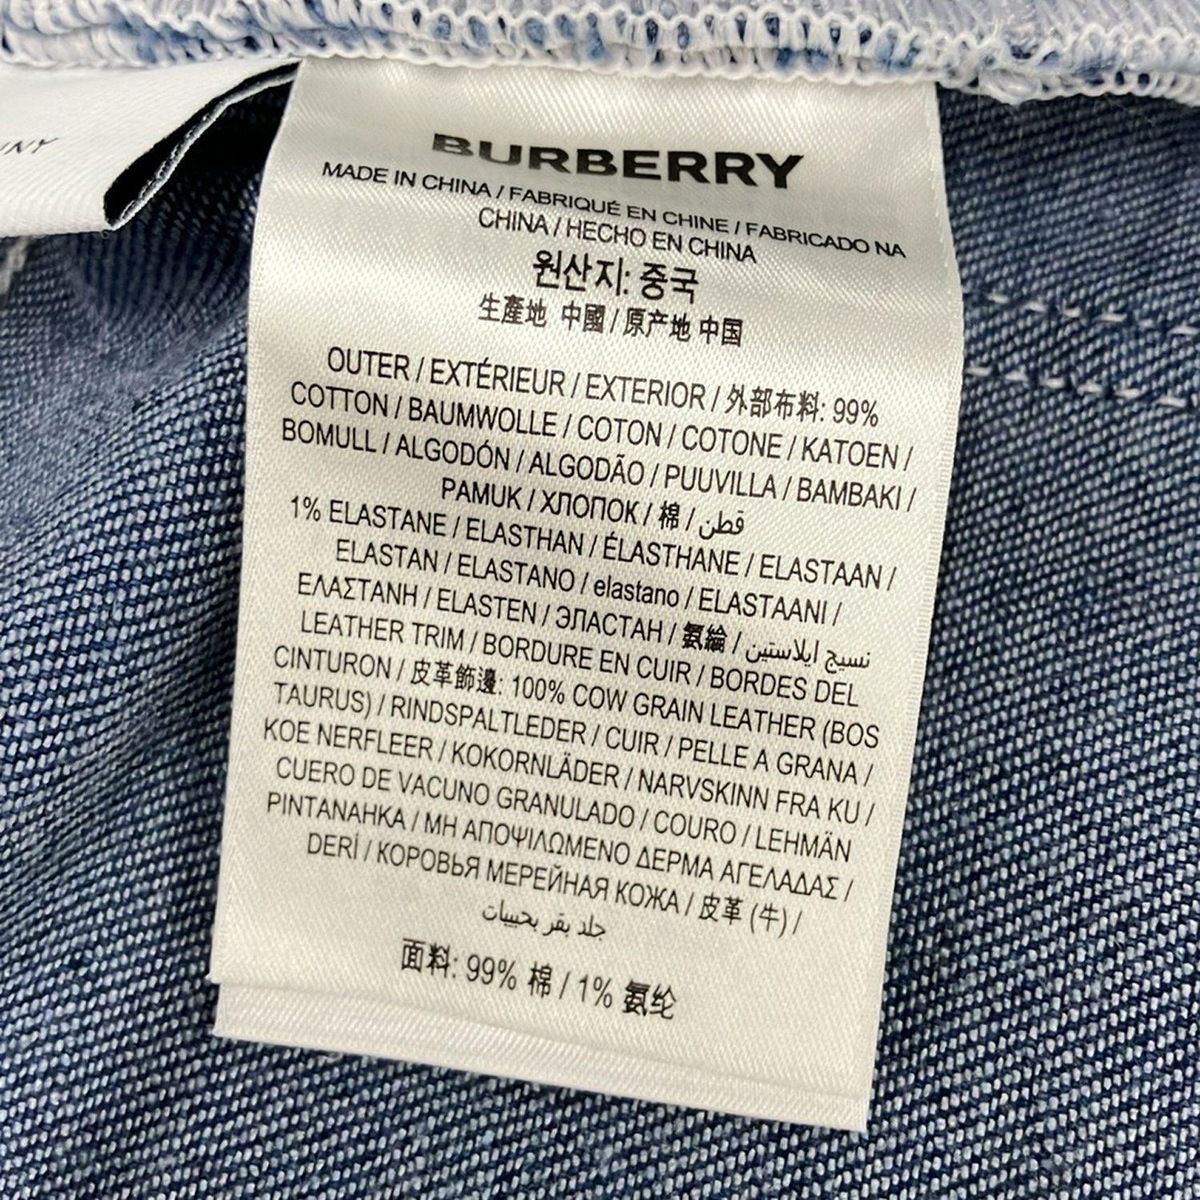 BURBERRY
MADE IN CHINA / FABRIQUÉ EN CHINE / FABRICADO NA
CHINA / HECHO EN CHINA
원산지: 중국
生產地 中國 / 原产地 中国
OUTER / EXTÉRIEUR / EXTERIOR / 外部布料: 99%
COTTON / BAUMWOLLE / COTON / COTONE / KATOEN /
BOMULL / ALGODÓN / ALGODÃO / PUUVILLA / BAMBAKI /
PAMUK / ХЛОПОК / 棉 / قطن
1% ELASTANE / ELASTHAN / ÉLASTHANE / ELASTAAN /
ELASTAN / ELASTANO / elastano / ELASTAANI /
ΕΛΑΣΤΑΝΗ / ELASTEN / ЭЛАСТАН / 氨綸 / نسيج ايلاستين
LEATHER TRIM / BORDURE EN CUIR / BORDES DEL
CINTURON / 皮革飾邊: 100% COW GRAIN LEATHER (BOS
TAURUS) / RINDSPALTLEDER / CUIR / PELLE A GRANA /
KOE NERFLEER / KOKORNLÄDER / NARVSKINN FRA KU /
CUERO DE VACUNO GRANULADO / COURO / LEHMÄN
PINTANAHKA / ΜΗ ΑΠΟΨΙΛΩΜΕΝΟ ΔΕΡΜΑ ΑΓΕΛΑΔΑΣ /
DERİ / КОРОВЬЯ МЕРЕЙНАЯ КОЖА / 皮革 (牛) /
جلد بقر بحبيبات
面料: 99% 棉 / 1% 氨纶